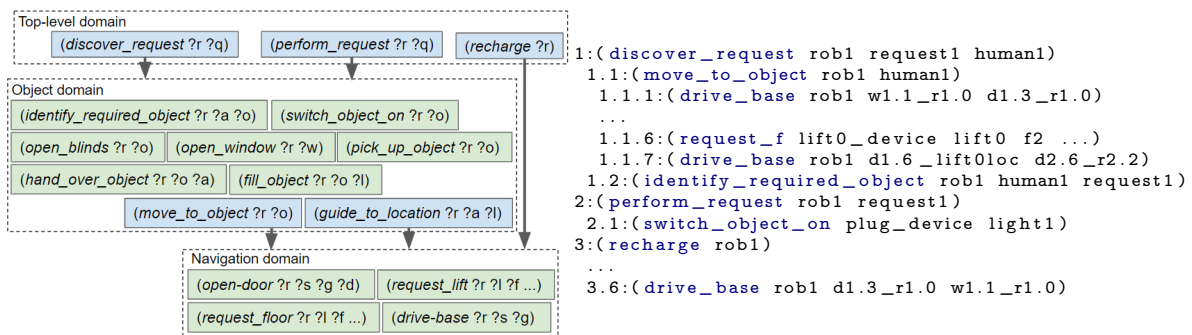 Top-level domain
(discover_request ?r ?q)
(perform_request ?r ?q)
(recharge ?r)
Object domain
(identify_required_object ?r ?a ?o)
(switch_object_on ?r ?o)
(open_blinds ?r ?o)
(open_window ?r ?w)
(pick_up_object ?r ?o)
(hand_over_object ?r ?o ?a)
(fill_object ?r ?o ?l)
(move_to_object ?r ?o)
(guide_to_location ?r ?a ?l)
Navigation domain
(open-door ?r ?s ?g ?d)
(request_lift ?r ?l ?f ...)
(request_floor ?r ?l ?f ...)
(drive-base ?r ?s ?g)
1:(discover_request rob1 request1 human1)
1.1:(move_to_object rob1 human1)
1.1.1:(drive_base rob1 w1.1_r1.0 d1.3_r1.0)
...
1.1.6:(request_f lift0_device lift0 f2 ...)
1.1.7:(drive_base rob1 d1.6_lift0loc d2.6_r2.2)
1.2:(identify_required_object rob1 human1 request1)
2:(perform_request rob1 request1)
2.1:(switch_object_on plug_device light1)
3:(recharge rob1)
...
3.6:(drive_base rob1 d1.3_r1.0 w1.1_r1.0)